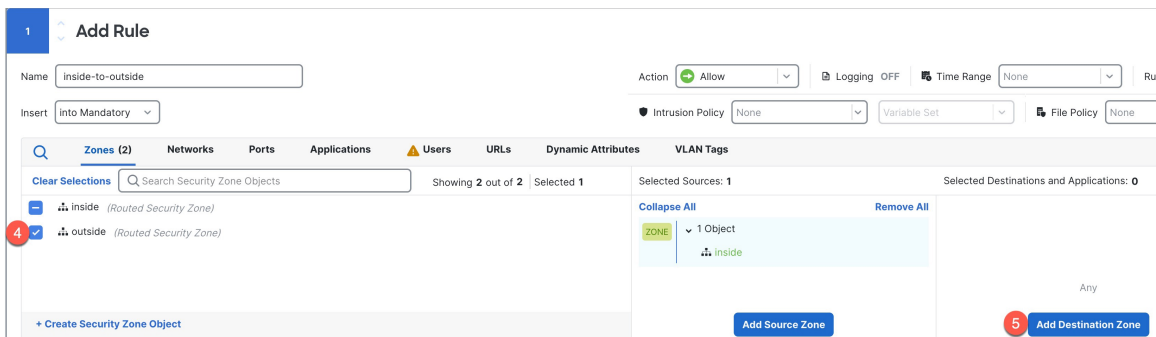 1 Add Rule
Name inside-to-outside Action Allow Logging OFF Time Range None Ru
Insert into Mandatory Intrusion Policy None Variable Set File Policy None
Zones (2) Networks Ports Applications Users URLs Dynamic Attributes VLAN Tags
Clear Selections Search Security Zone Objects Showing 2 out of 2 Selected 1 Selected Sources: 1 Selected Destinations and Applications: 0
inside (Routed Security Zone) Collapse All Remove All
4 outside (Routed Security Zone) ZONE 1 Object
inside
Any
+ Create Security Zone Object Add Source Zone 5 Add Destination Zone